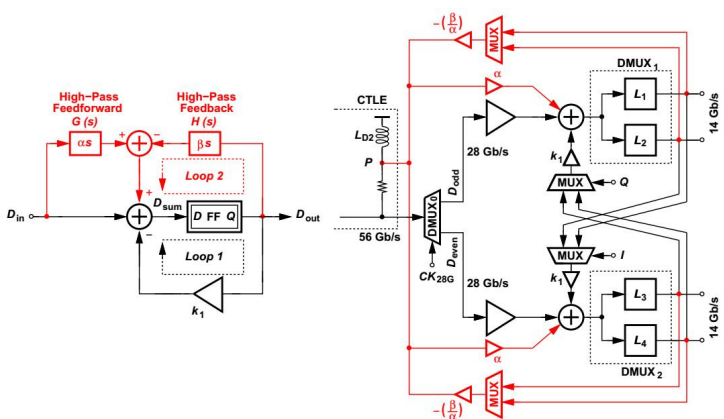 High−Pass
Feedforward
G (s)
High−Pass
Feedback
H (s)
αs
βs
+
−
+
Loop 2
D_in
D_sum
D FF Q
D_out
+
−
Loop 1
k_1
−(β/α)
MUX
α
CTLE
L_D2
P
56 Gb/s
DMUX_0
CK_28G
D_odd
D_even
28 Gb/s
28 Gb/s
DMUX_1
L_1
L_2
14 Gb/s
k_1
MUX
Q
MUX
I
k_1
L_3
L_4
14 Gb/s
DMUX_2
α
−(β/α)
MUX